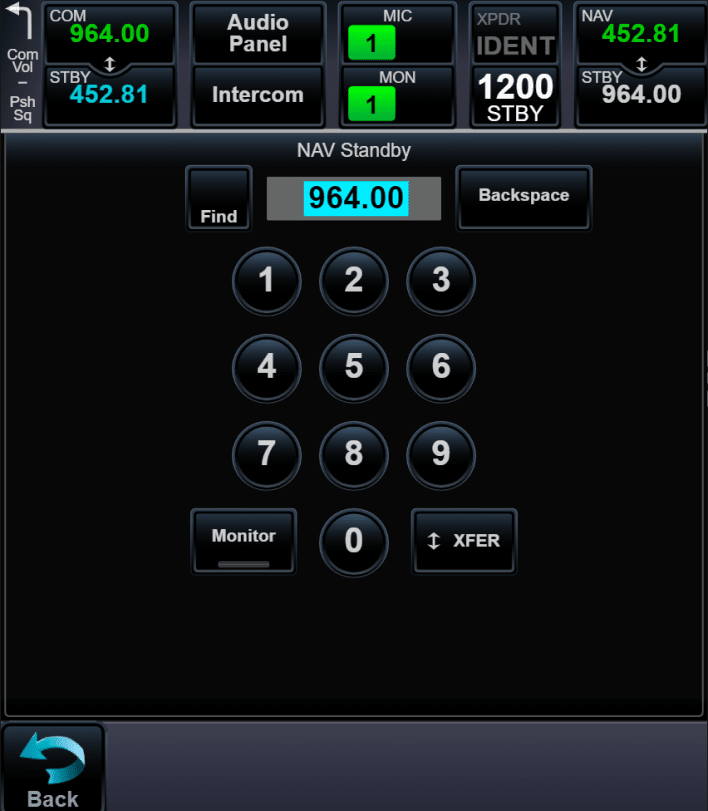 Com
Vol
–
Psh
Sq
COM
964.00
STBY
452.81
Audio
Panel
Intercom
MIC
1
MON
1
XPDR
IDENT
1200
STBY
NAV
452.81
STBY
964.00
NAV Standby
Find
964.00
Backspace
1 2 3
4 5 6
7 8 9
Monitor
0
XFER
Back